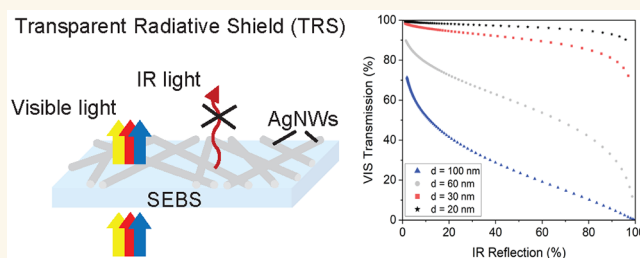 Transparent Radiative Shield (TRS)
IR light
Visible light
AgNWs
SEBS
VIS Transmission (%)
100
80
60
40
20
0
d = 100 nm
d = 60 nm
d = 30 nm
d = 20 nm
0 20 40 60 80 100
IR Reflection (%)